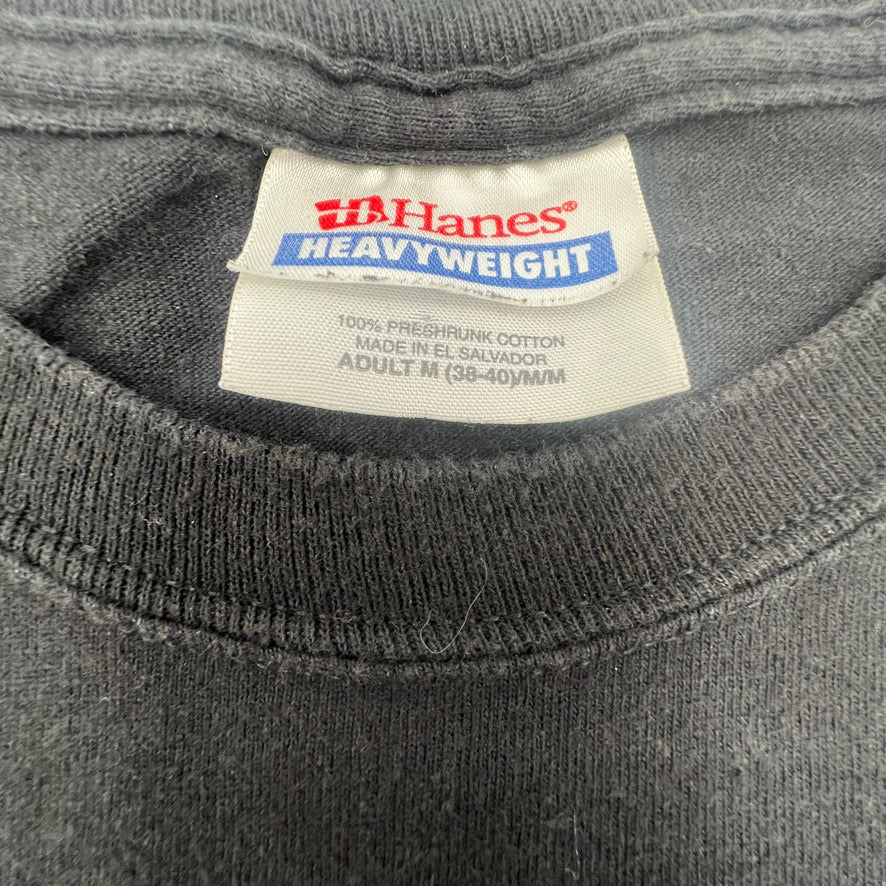 Hanes®
HEAVYWEIGHT
100% PRESHRUNK COTTON
MADE IN EL SALVADOR
ADULT M (38-40)/M/M